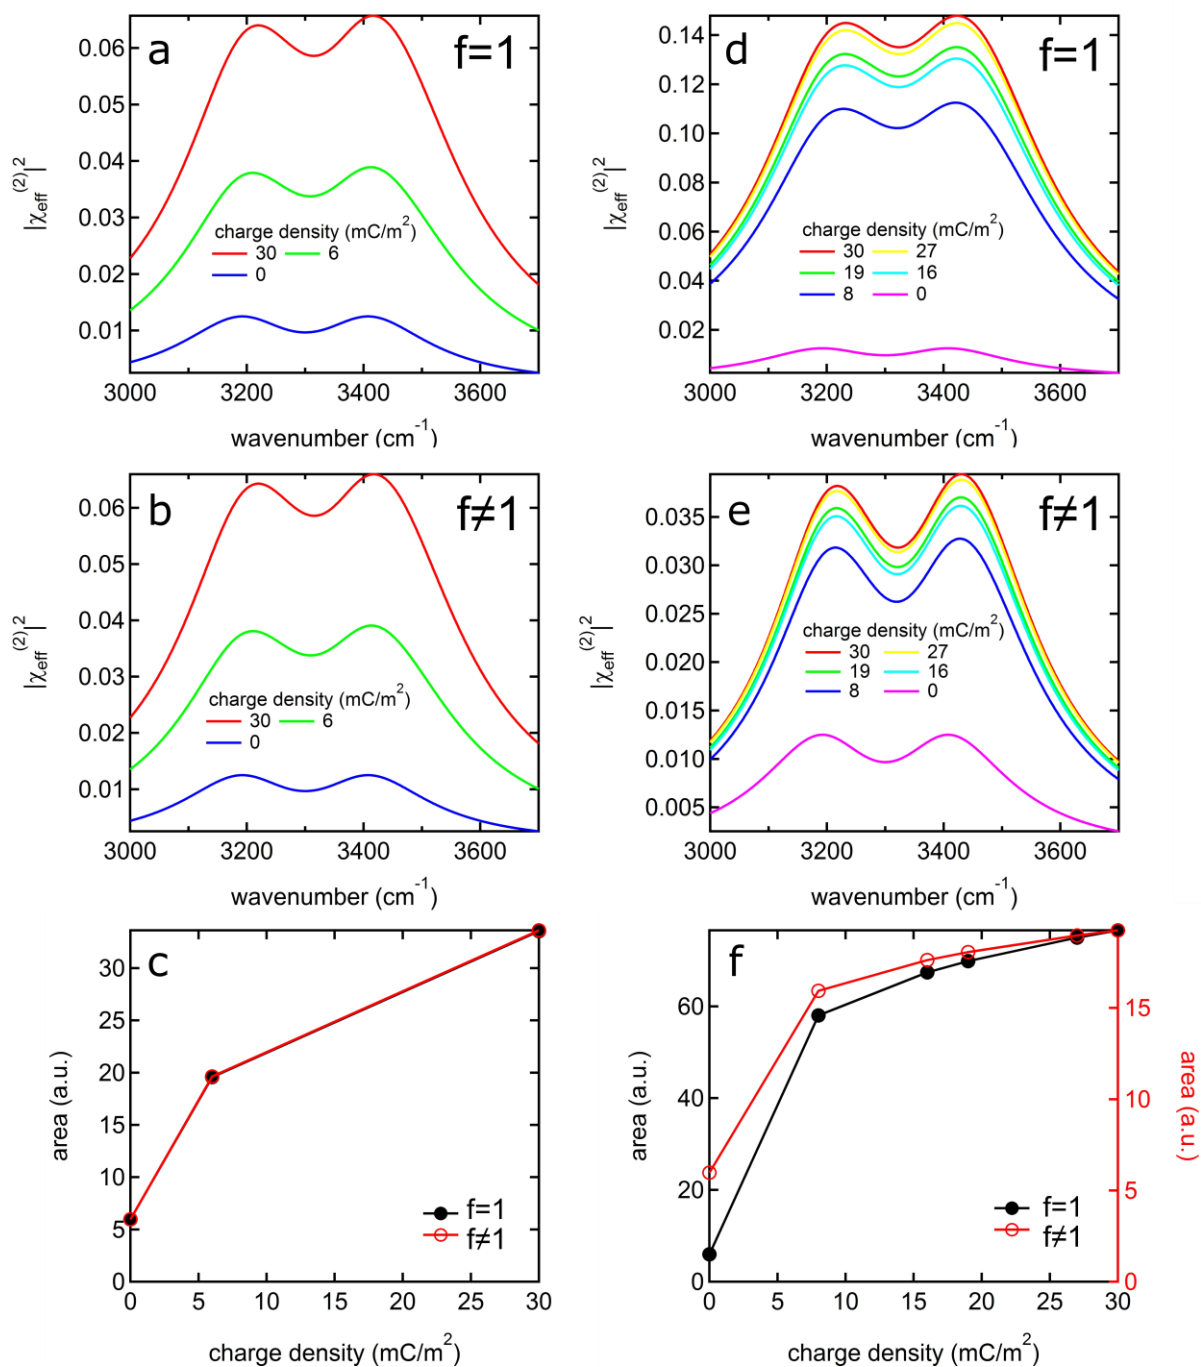 a
f=1
0.06
0.05
0.04
0.03
0.02
0.01
|χeff(2)|2
charge density (mC/m2)
30 6
0
3000 3200 3400 3600
wavenumber (cm-1)
d
f=1
0.14
0.12
0.10
0.08
0.06
0.04
0.02
|χeff(2)|2
charge density (mC/m2)
30 27
19 16
8 0
3000 3200 3400 3600
wavenumber (cm-1)
b
f≠1
0.06
0.05
0.04
0.03
0.02
0.01
|χeff(2)|2
charge density (mC/m2)
30 6
0
3000 3200 3400 3600
wavenumber (cm-1)
e
f≠1
0.035
0.030
0.025
0.020
0.015
0.010
0.005
|χeff(2)|2
charge density (mC/m2)
30 27
19 16
8 0
3000 3200 3400 3600
wavenumber (cm-1)
c
30
25
20
15
10
5
0
area (a.u.)
f=1
f≠1
0 5 10 15 20 25 30
charge density (mC/m2)
f
60
40
20
0
area (a.u.)
15
10
5
0
area (a.u.)
f=1
f≠1
0 5 10 15 20 25 30
charge density (mC/m2)